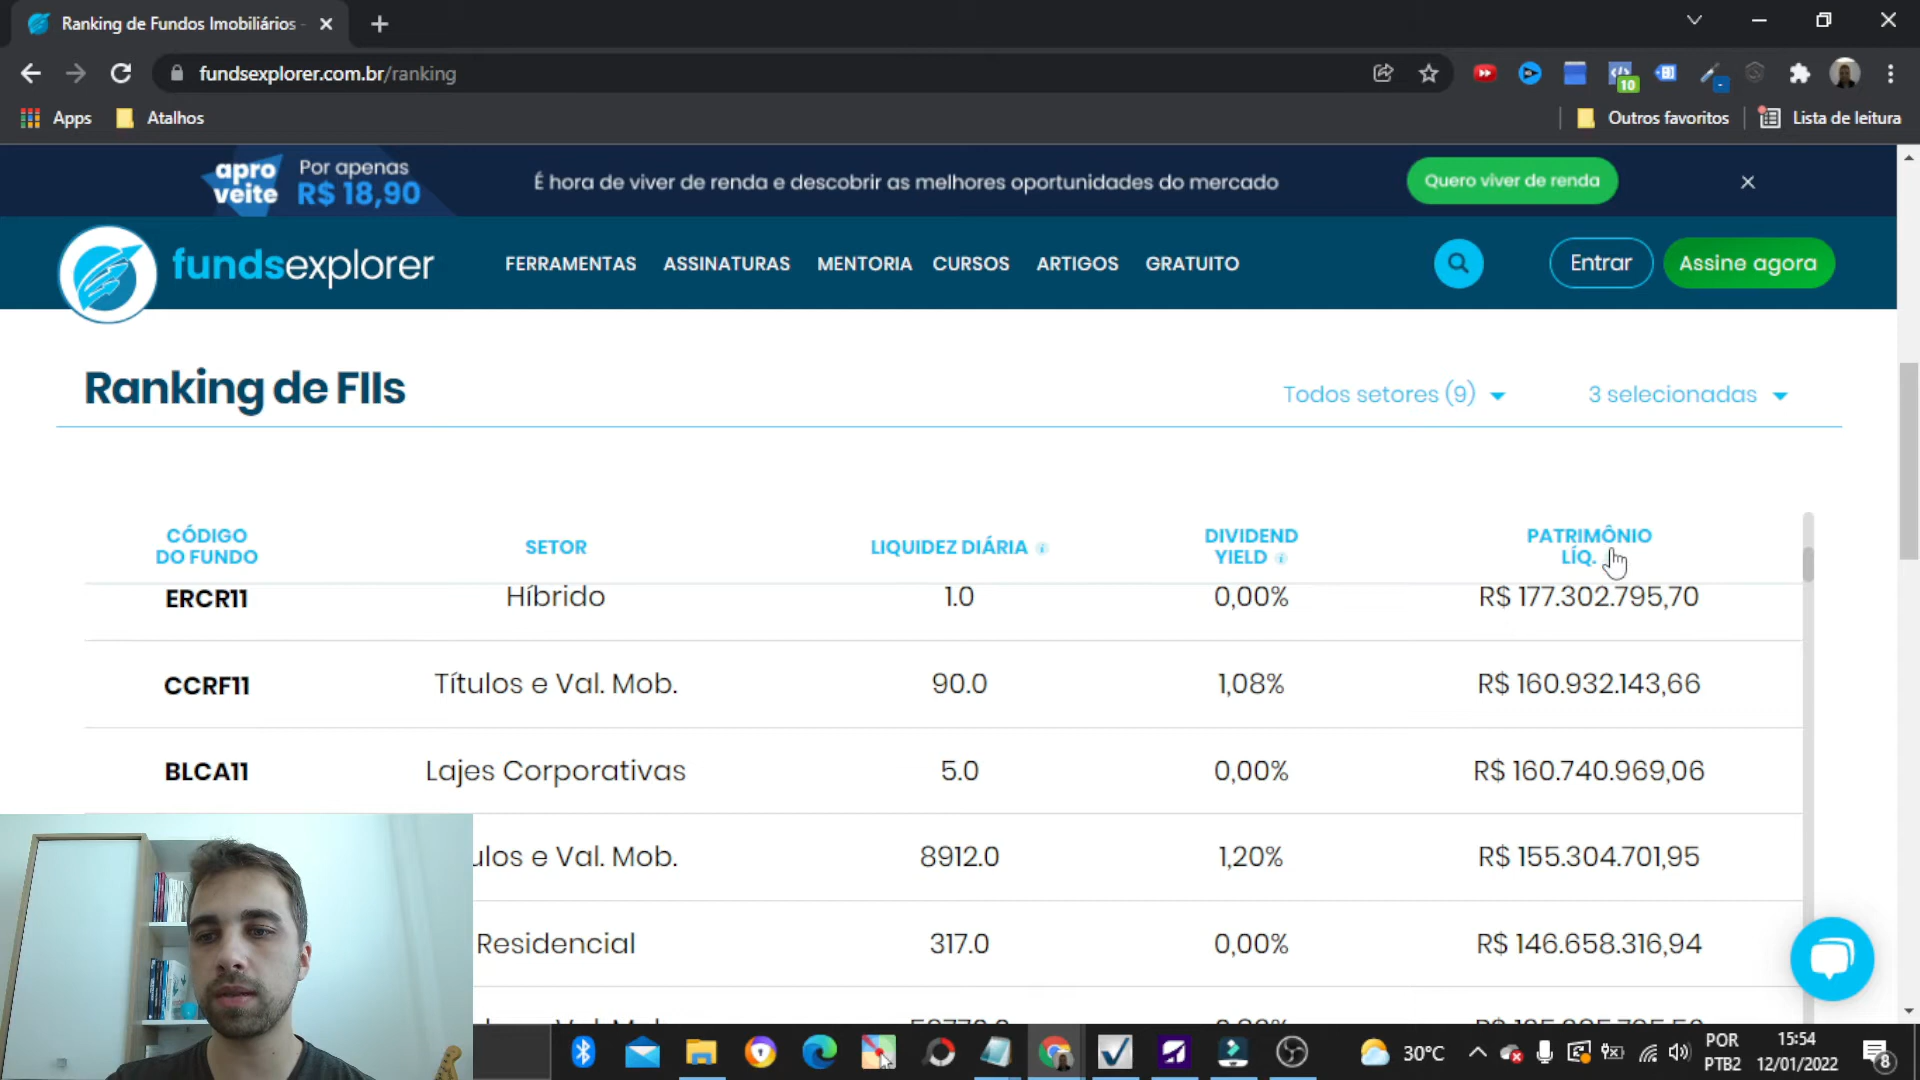 Ranking de Fundos Imobiliários -
fundsexplorer.com.br/ranking
10
Apps
Atalhos
Outros favoritos
Lista de leitura
apro
veite
Por apenas
R$ 18,90
É hora de viver de renda e descobrir as melhores oportunidades do mercado
Quero viver de renda
fundsexplorer
FERRAMENTAS
ASSINATURAS
MENTORIA
CURSOS
ARTIGOS
GRATUITO
Entrar
Assine agora
Ranking de FIIs
Todos setores (9)
3 selecionadas
CÓDIGO
DO FUNDO
SETOR
LIQUIDEZ DIÁRIA
DIVIDEND
YIELD
PATRIMÔNIO
LÍQ.
ERCR11 Híbrido 1.0 0,00% R$ 177.302.795,70
CCRF11 Títulos e Val. Mob. 90.0 1,08% R$ 160.932.143,66
BLCA11 Lajes Corporativas 5.0 0,00% R$ 160.740.969,06
ulos e Val. Mob. 8912.0 1,20% R$ 155.304.701,95
Residencial 317.0 0,00% R$ 146.658.316,94
30°C
POR
PTB2
15:54
12/01/2022
8